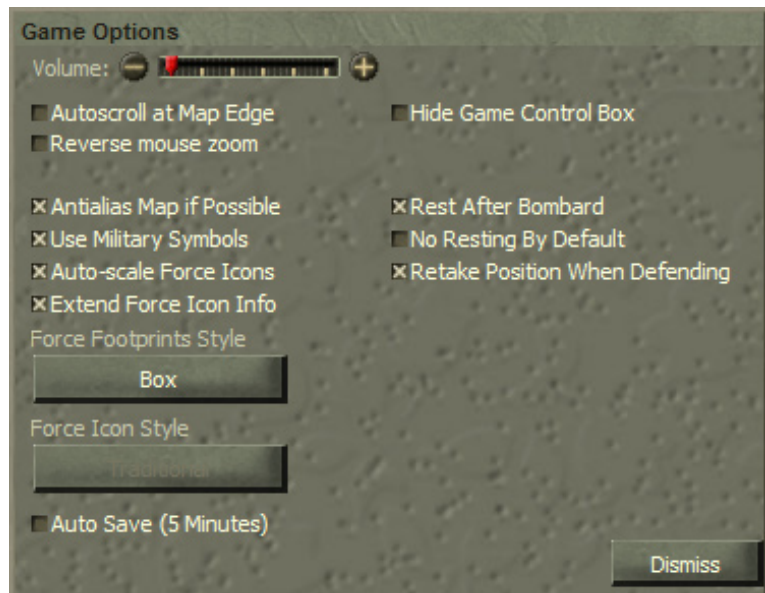 Game Options
Volume:
Autoscroll at Map Edge
Hide Game Control Box
Reverse mouse zoom
Antialias Map if Possible
Rest After Bombard
Use Military Symbols
No Resting By Default
Auto-scale Force Icons
Retake Position When Defending
Extend Force Icon Info
Force Footprints Style
Box
Force Icon Style
Traditional
Auto Save (5 Minutes)
Dismiss